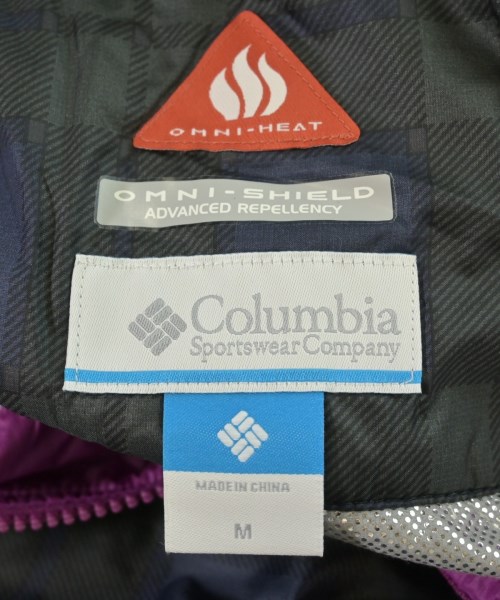 OMNI-HEAT
OMNI-SHIELD
ADVANCED REPELLENCY
Columbia
Sportswear Company
MADE IN CHINA
M